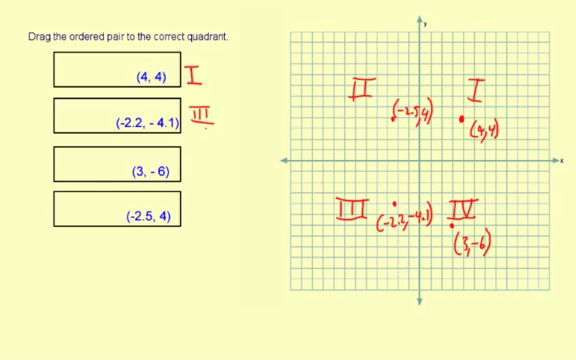 Drag the ordered pair to the correct quadrant.
(4, 4) I
(-2.2, - 4.1) III
(3, - 6)
(-2.5, 4)
y
II I
(-2.5, 4)
(4, 4)
x
III IV
(-2.2, -4.1)
(3, -6)